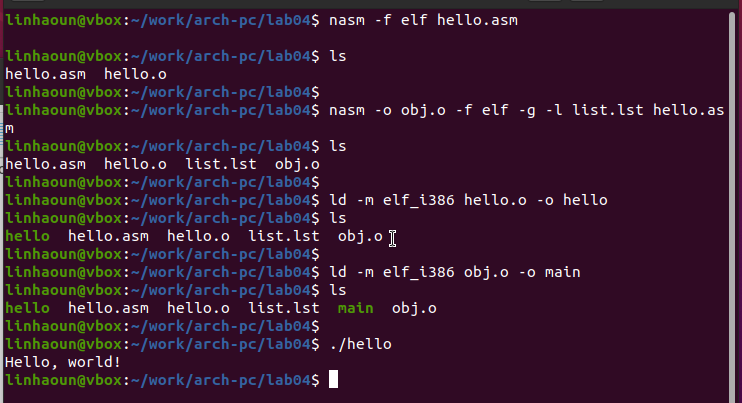 linhaoun@vbox:~/work/arch-pc/lab04$ nasm -f elf hello.asm
linhaoun@vbox:~/work/arch-pc/lab04$ ls
hello.asm  hello.o
linhaoun@vbox:~/work/arch-pc/lab04$
linhaoun@vbox:~/work/arch-pc/lab04$ nasm -o obj.o -f elf -g -l list.lst hello.as
m
linhaoun@vbox:~/work/arch-pc/lab04$ ls
hello.asm  hello.o  list.lst  obj.o
linhaoun@vbox:~/work/arch-pc/lab04$
linhaoun@vbox:~/work/arch-pc/lab04$ ld -m elf_i386 hello.o -o hello
linhaoun@vbox:~/work/arch-pc/lab04$ ls
hello  hello.asm  hello.o  list.lst  obj.o
linhaoun@vbox:~/work/arch-pc/lab04$
linhaoun@vbox:~/work/arch-pc/lab04$ ld -m elf_i386 obj.o -o main
linhaoun@vbox:~/work/arch-pc/lab04$ ls
hello  hello.asm  hello.o  list.lst  main  obj.o
linhaoun@vbox:~/work/arch-pc/lab04$
linhaoun@vbox:~/work/arch-pc/lab04$ ./hello
Hello, world!
linhaoun@vbox:~/work/arch-pc/lab04$